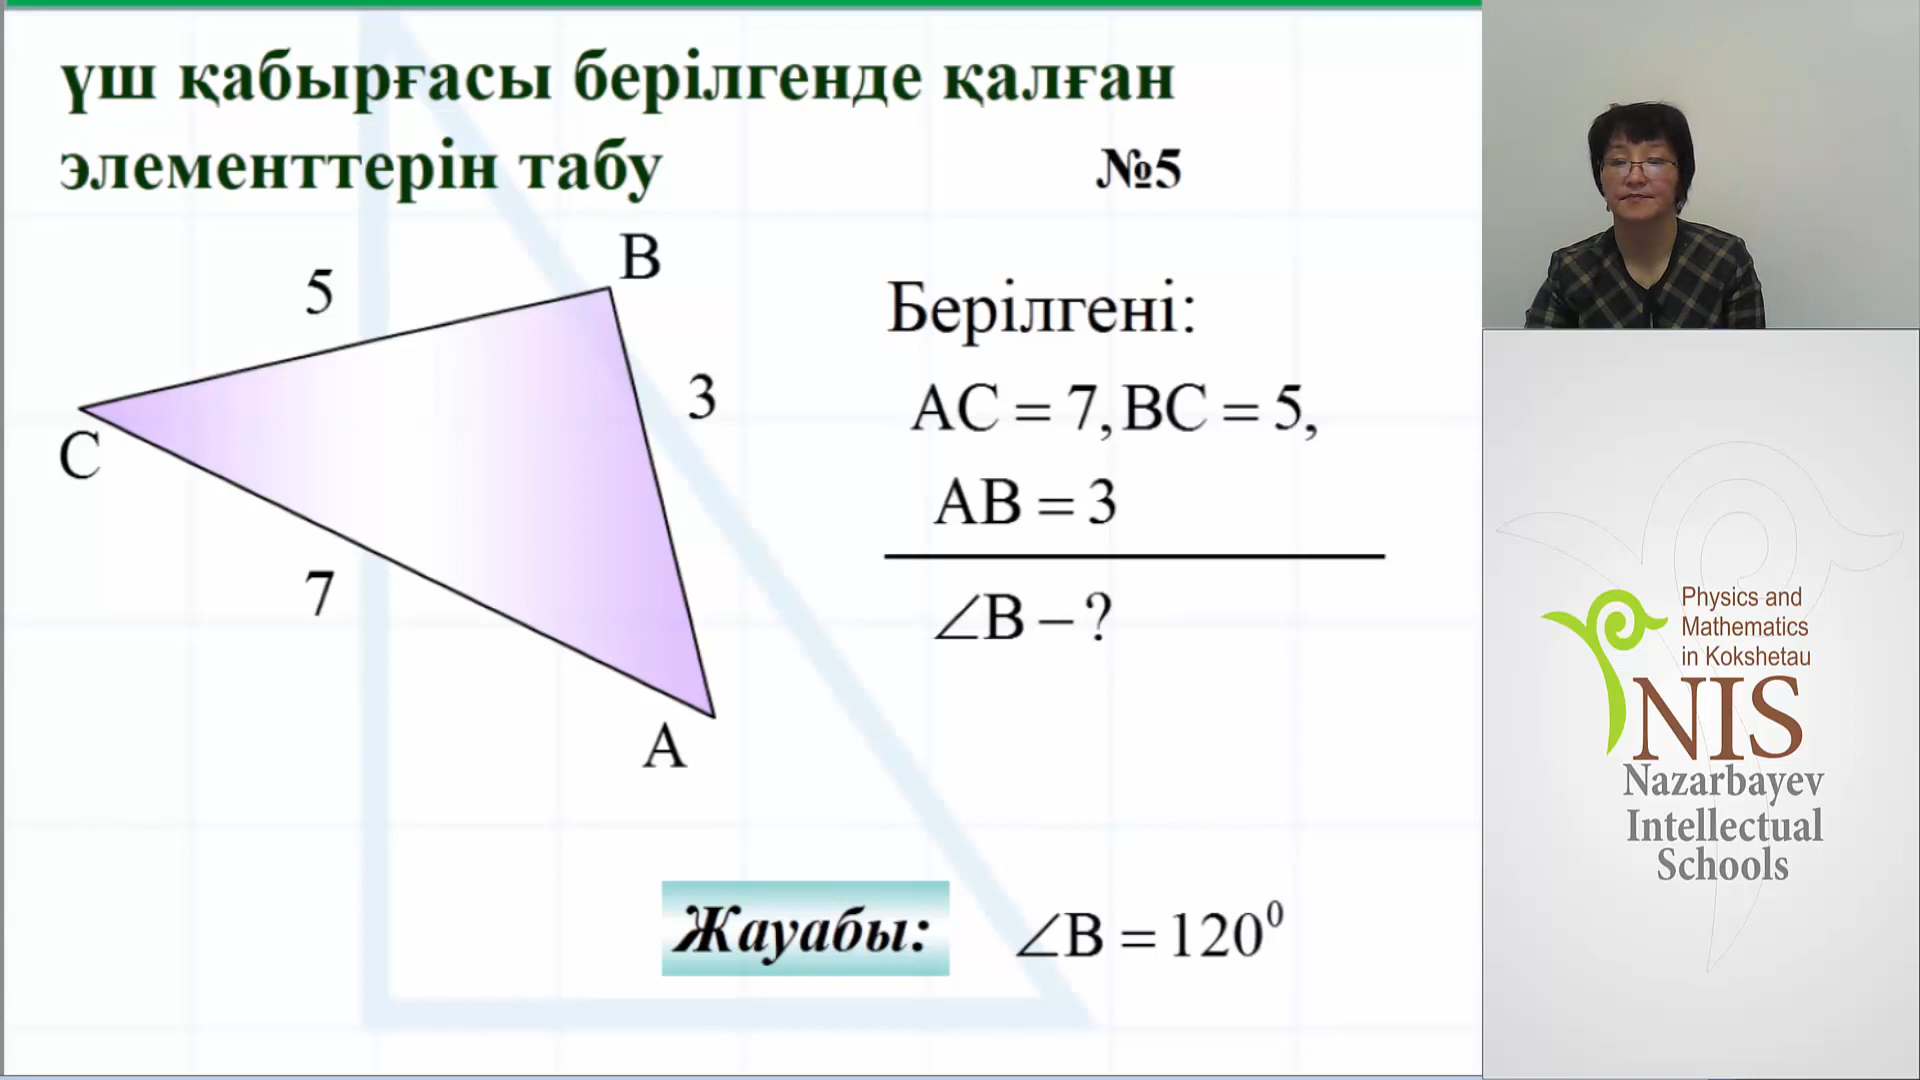 үш қабырғасы берілгенде қалған
элементтерін табу
№5
B
5
3
C
7
A
Берілгені:
AC = 7, BC = 5,
AB = 3
∠B – ?
Жауабы:
∠B = 120⁰
Physics and
Mathematics
in Kokshetau
NIS
Nazarbayev
Intellectual
Schools